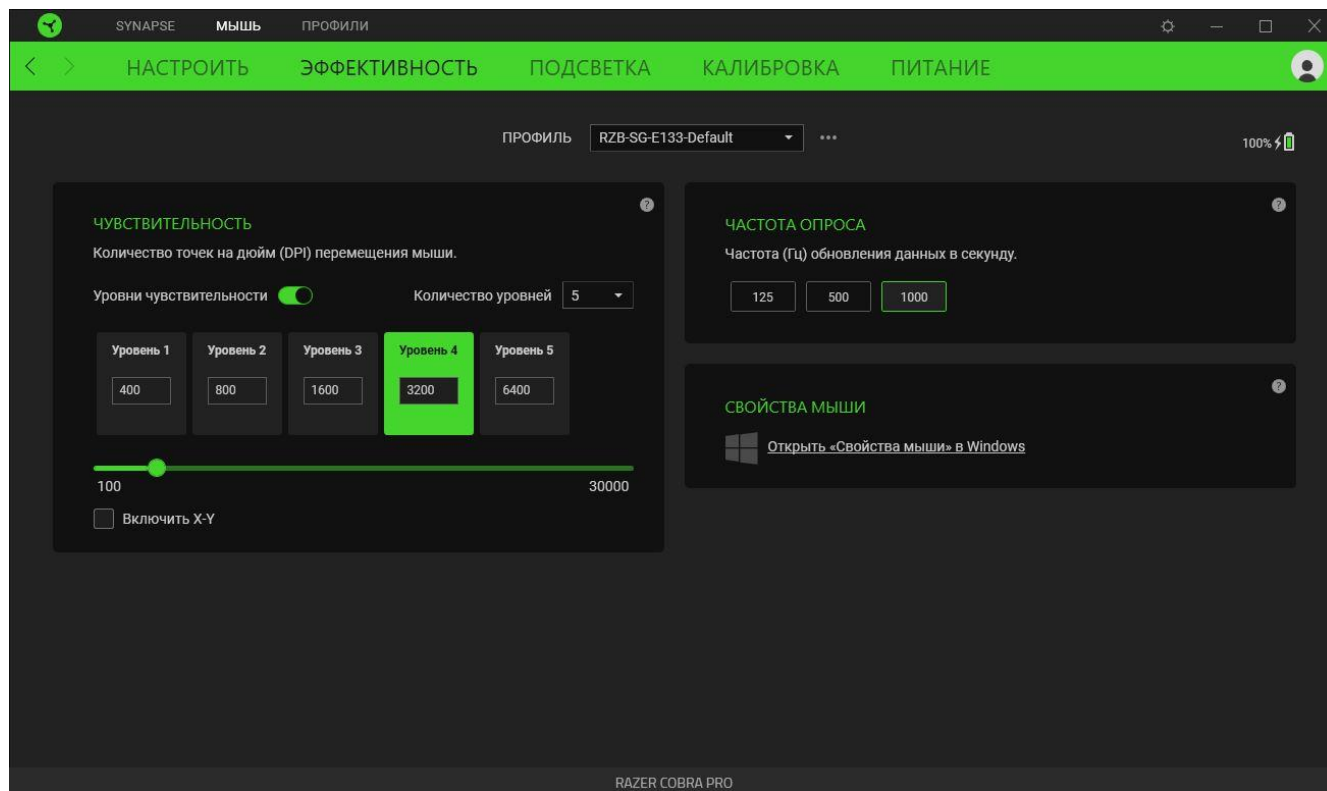 SYNAPSE МЫШЬ ПРОФИЛИ
НАСТРОИТЬ ЭФФЕКТИВНОСТЬ ПОДСВЕТКА КАЛИБРОВКА ПИТАНИЕ
ПРОФИЛЬ RZB-SG-E133-Default
100%
ЧУВСТВИТЕЛЬНОСТЬ
Количество точек на дюйм (DPI) перемещения мыши.
Уровни чувствительности Количество уровней 5
Уровень 1 Уровень 2 Уровень 3 Уровень 4 Уровень 5
400 800 1600 3200 6400
100 30000
Включить X-Y
ЧАСТОТА ОПРОСА
Частота (Гц) обновления данных в секунду.
125 500 1000
СВОЙСТВА МЫШИ
Открыть «Свойства мыши» в Windows
RAZER COBRA PRO